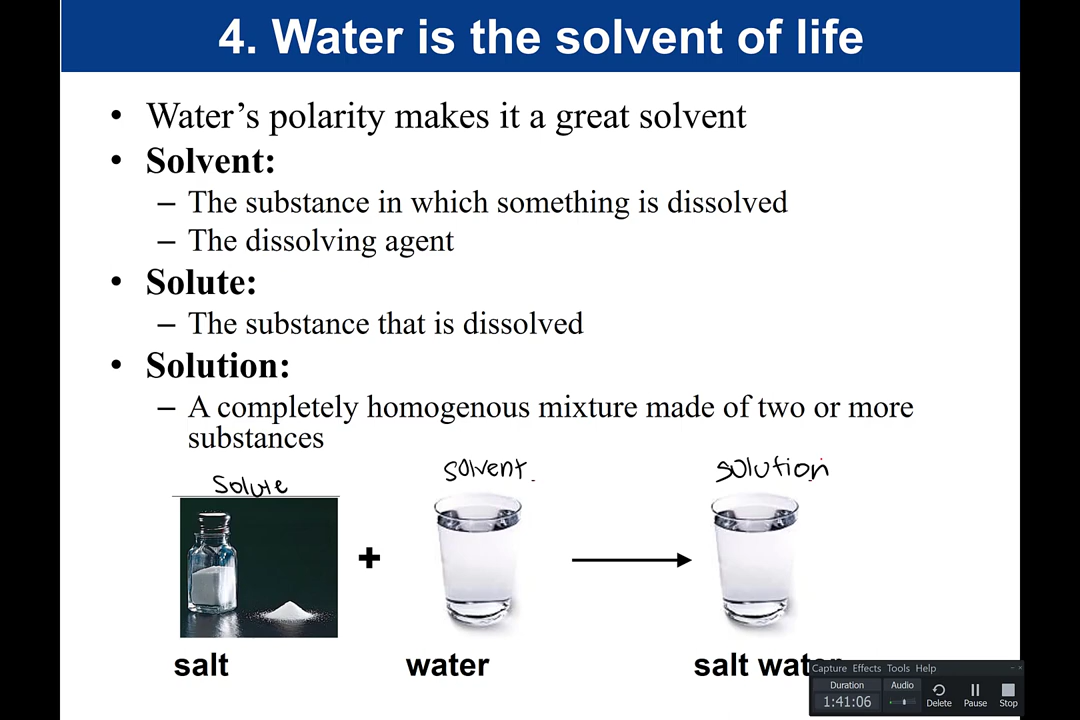 4. Water is the solvent of life
• Water’s polarity makes it a great solvent
• Solvent:
– The substance in which something is dissolved
– The dissolving agent
• Solute:
– The substance that is dissolved
• Solution:
– A completely homogenous mixture made of two or more
substances
Solute solvent. solution
+
salt water salt water
Capture Effects Tools Help
Duration Audio
1:41:06 Delete Pause Stop